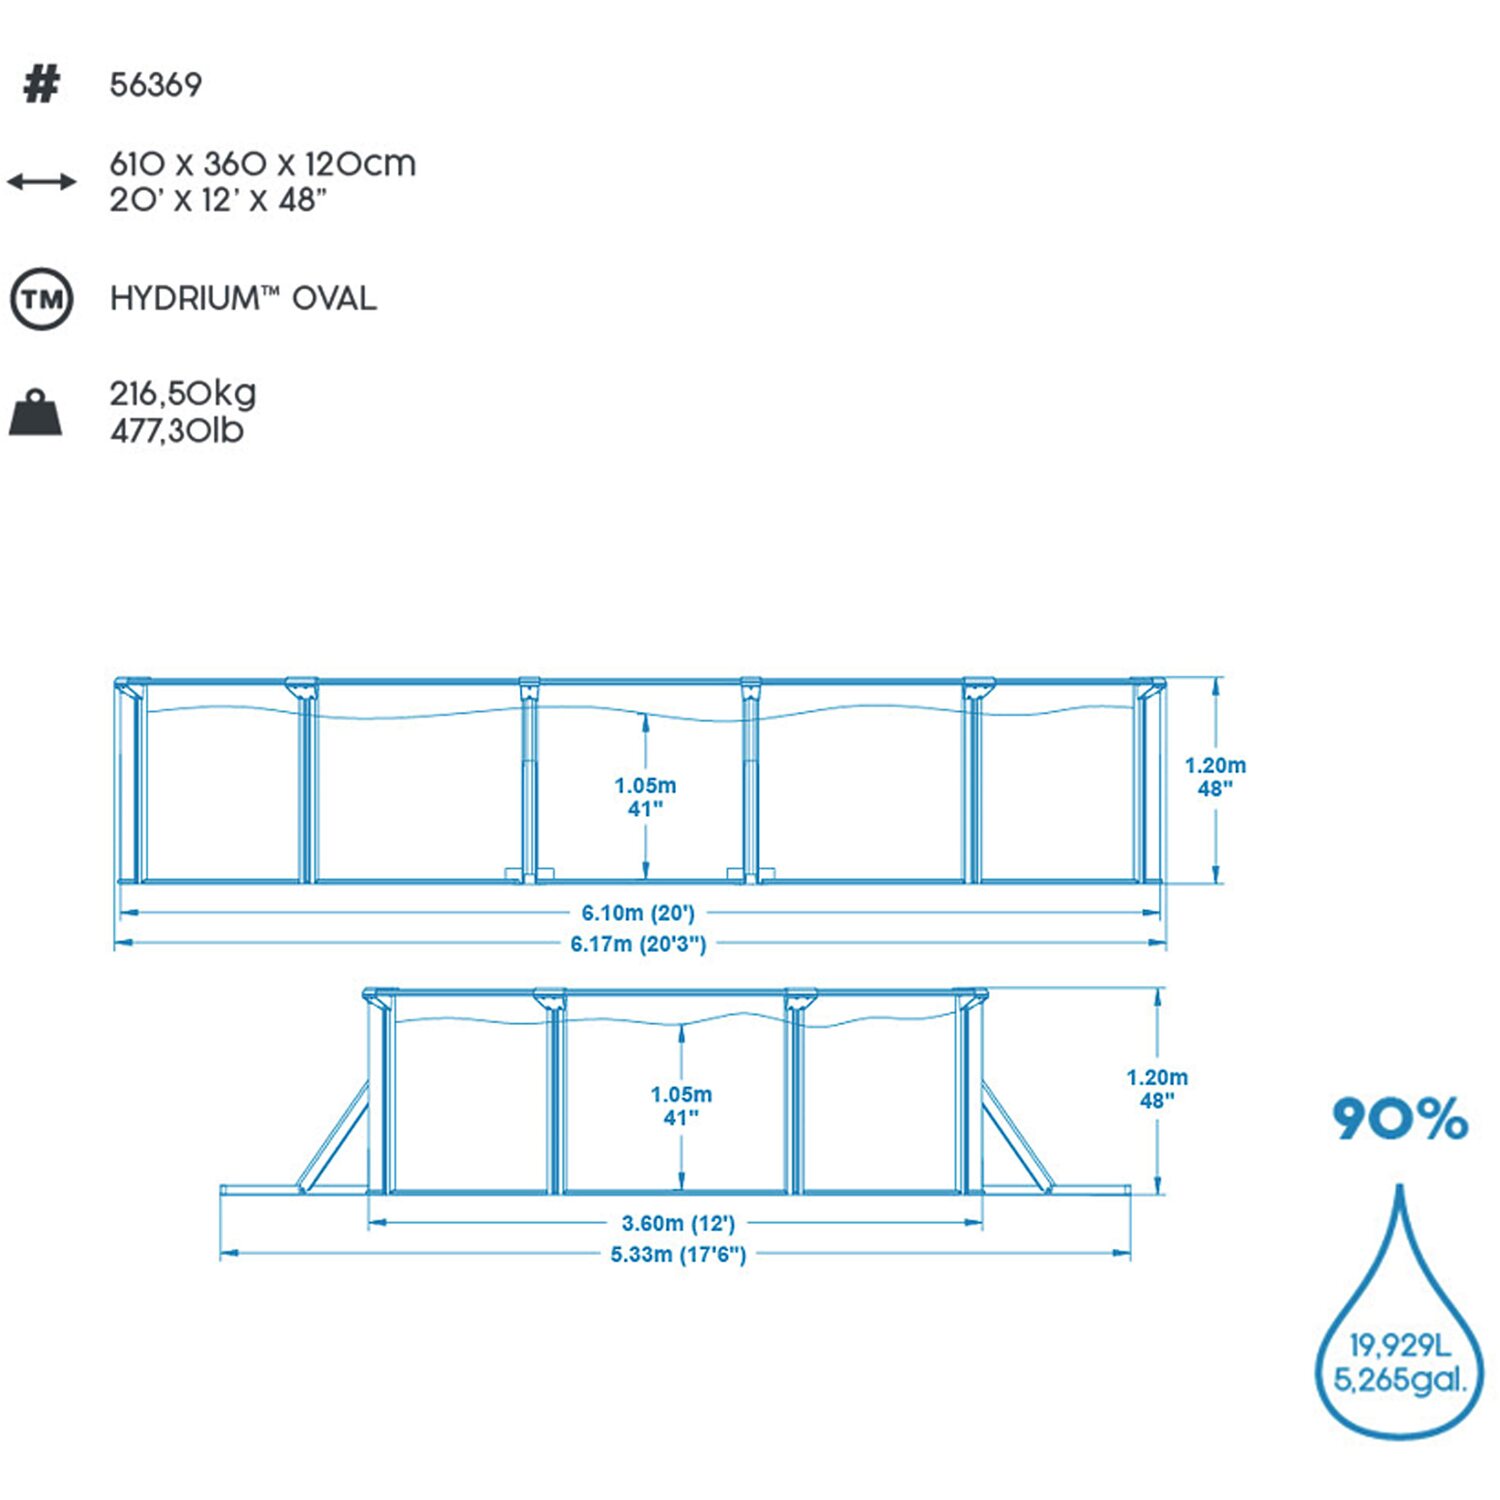 # 56369
610 x 360 x 120cm
20' x 12' x 48"
TM HYDRIUM™ OVAL
216,50kg
477,30lb
1.05m
41"
1.20m
48"
6.10m (20')
6.17m (20'3")
1.05m
41"
1.20m
48"
3.60m (12')
5.33m (17'6")
90%
19,929L
5,265gal.